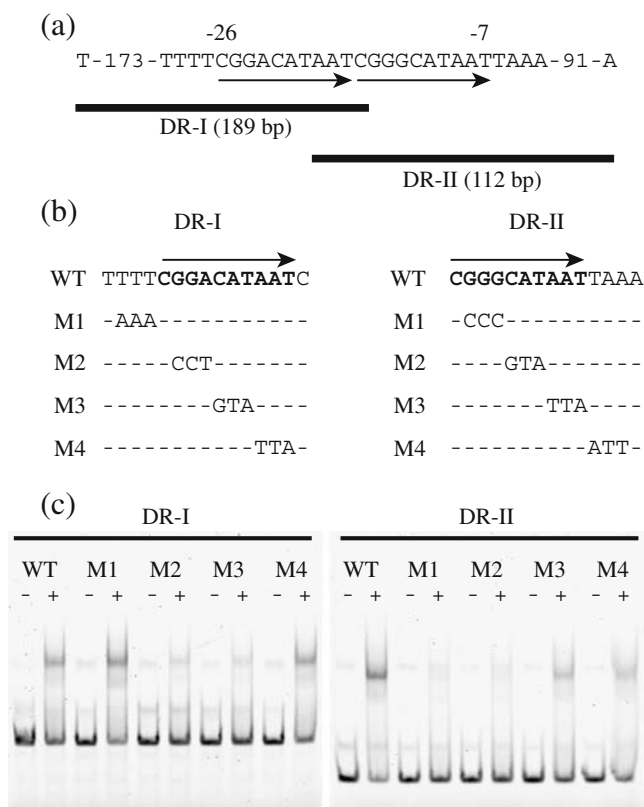 (a)
-26 -7
T-173-TTTTCGGACATAATCGGGCATAATTAAA-91-A
DR-I (189 bp)
DR-II (112 bp)
(b)
DR-I DR-II
WT TTTTCGGACATAATC CGGGCATAATTAAA
M1 -AAA----------- M1 -CCC----------
M2 -----CCT------- M2 ----GTA-------
M3 --------GTA---- M3 -------TTA----
M4 -----------TTA- M4 ----------ATT-
(c)
DR-I DR-II
WT M1 M2 M3 M4 WT M1 M2 M3 M4
- + - + - + - + - + - + - + - + - + - +